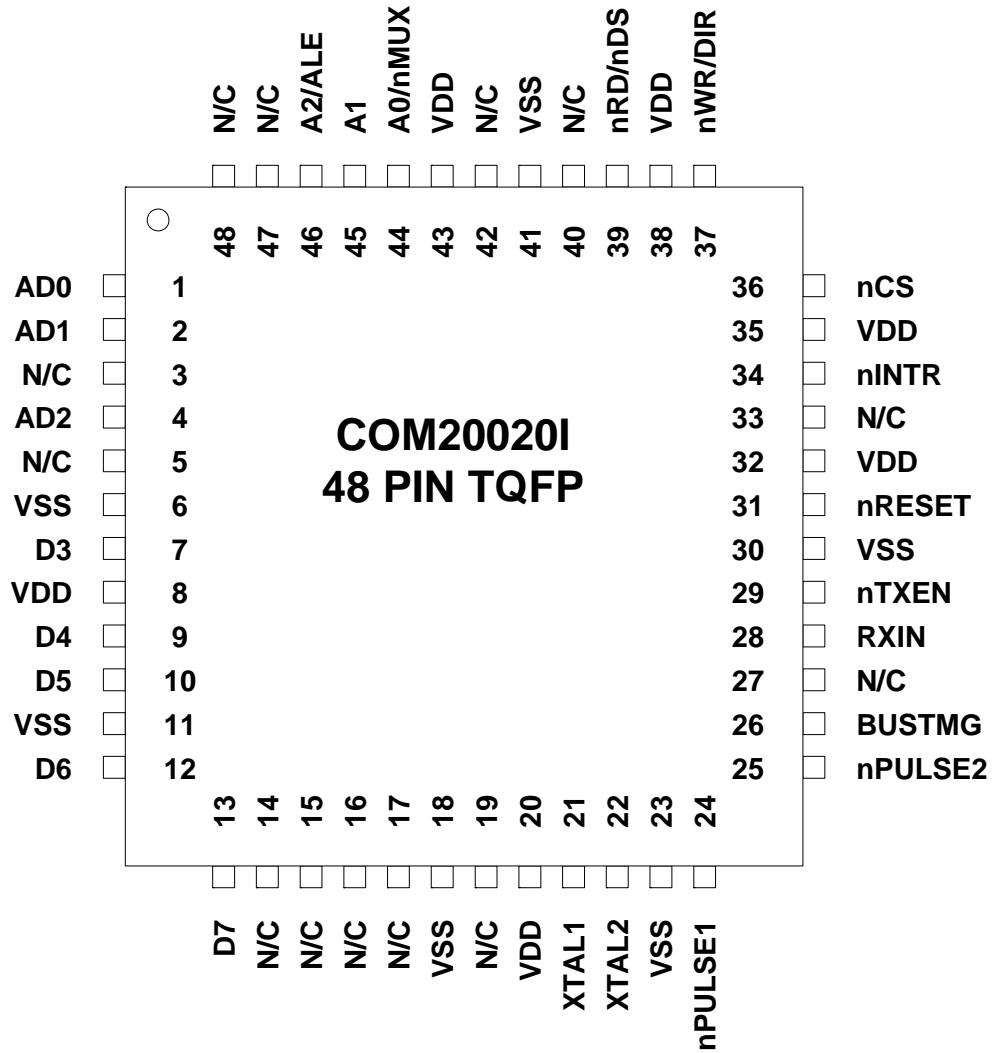 N/C
N/C
A2/ALE
A1
A0/nMUX
VDD
N/C
VSS
N/C
nRD/nDS
VDD
nWR/DIR
48
47
46
45
44
43
42
41
40
39
38
37
AD0 1
AD1 2
N/C 3
AD2 4
N/C 5
VSS 6
D3 7
VDD 8
D4 9
D5 10
VSS 11
D6 12
COM20020I
48 PIN TQFP
36 nCS
35 VDD
34 nINTR
33 N/C
32 VDD
31 nRESET
30 VSS
29 nTXEN
28 RXIN
27 N/C
26 BUSTMG
25 nPULSE2
13
14
15
16
17
18
19
20
21
22
23
24
D7
N/C
N/C
N/C
N/C
VSS
N/C
VDD
XTAL1
XTAL2
VSS
nPULSE1